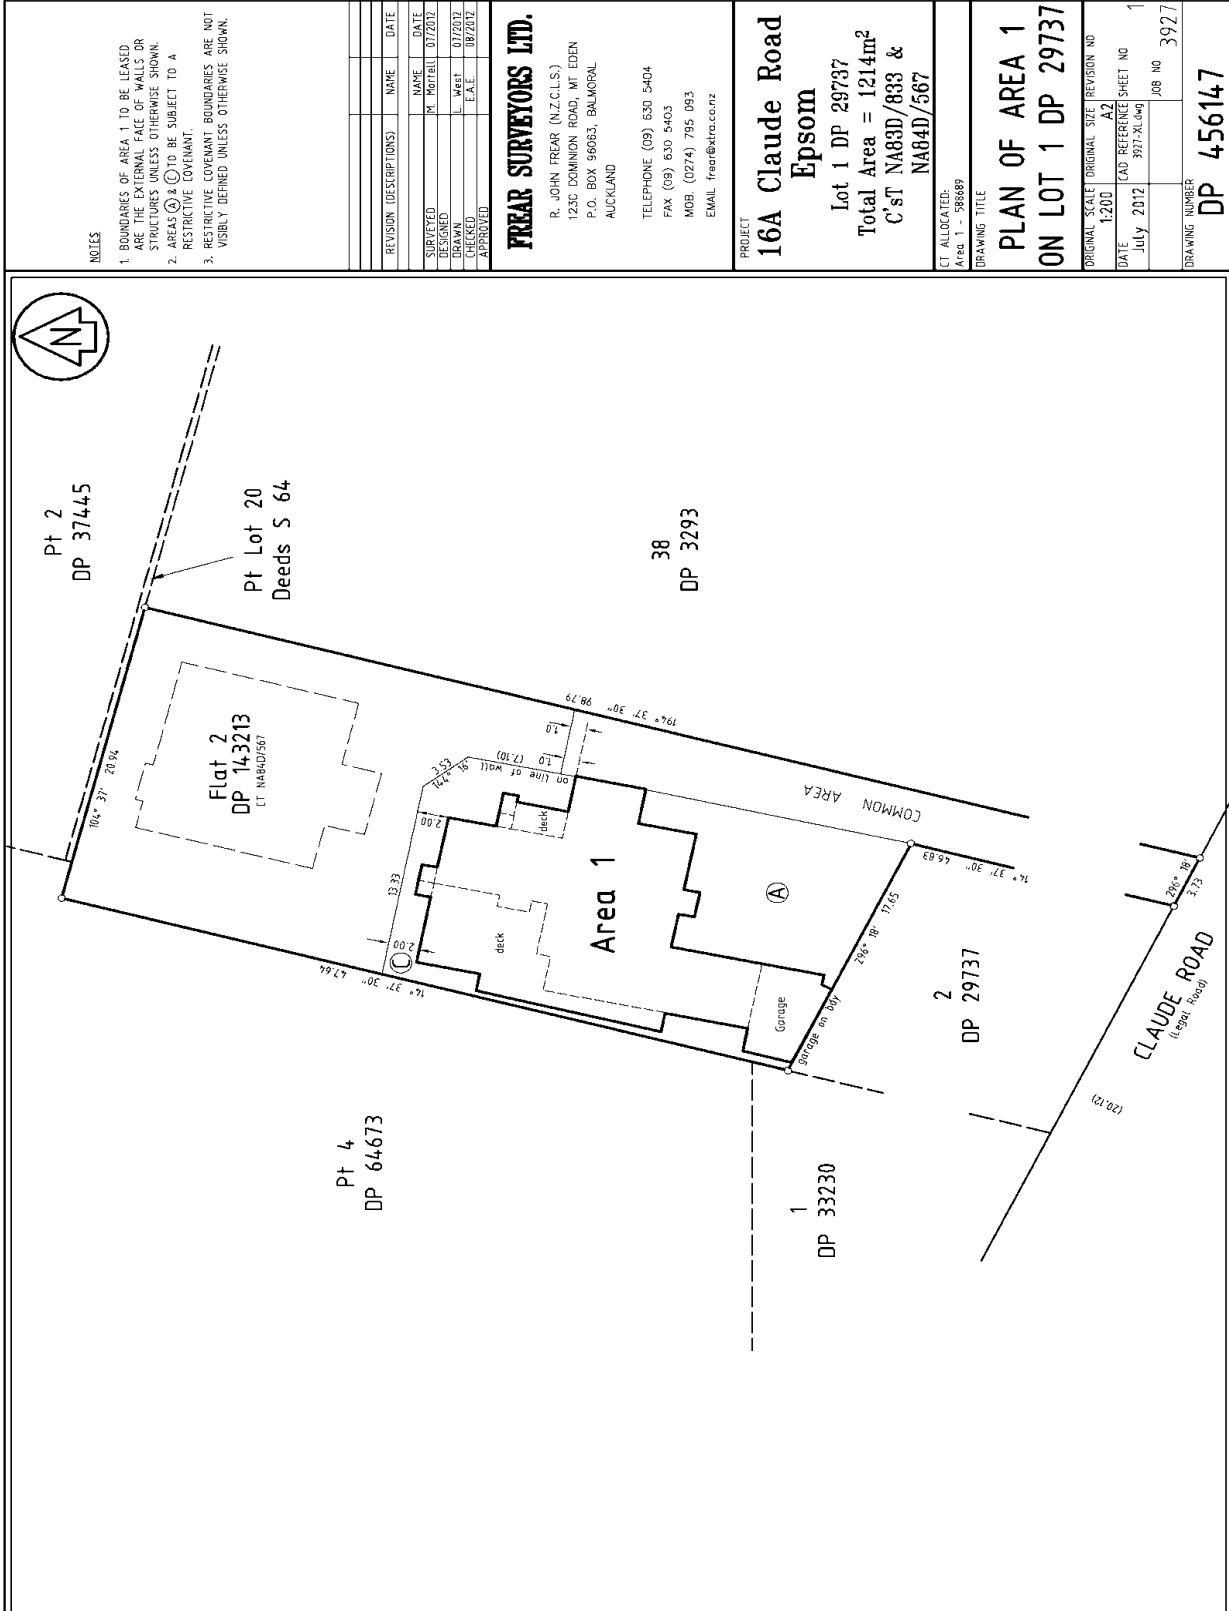 NOTES
1. BOUNDARIES OF AREA 1 TO BE LEASED
ARE THE EXTERNAL FACE OF WALLS OR
STRUCTURES UNLESS OTHERWISE SHOWN.
2. AREAS Ⓐ & Ⓒ TO BE SUBJECT TO A
RESTRICTIVE COVENANT.
3. RESTRICTIVE COVENANT BOUNDARIES ARE NOT
VISIBLY DEFINED UNLESS OTHERWISE SHOWN.
REVISION (DESCRIPTIONS) NAME DATE
NAME DATE
SURVEYED M. Martell 07/2012
DESIGNED
DRAWN L. West 07/2012
CHECKED E.A.E. 08/2012
APPROVED
FREAR SURVEYORS LTD.
R. JOHN FREAR (N.Z.C.L.S.)
123C DOMINION ROAD, MT EDEN
P.O. BOX 96063, BALMORAL
AUCKLAND
TELEPHONE (09) 630 5404
FAX (09) 630 5403
MOB. (0274) 795 093
EMAIL frear@xtra.co.nz
PROJECT
16A Claude Road
Epsom
Lot 1 DP 29737
Total Area = 1214m²
C'sT NA83D/833 &
NA84D/567
CT ALLOCATED:
Area 1 - 588689
DRAWING TITLE
PLAN OF AREA 1
ON LOT 1 DP 29737
ORIGINAL SCALE 1:200
ORIGINAL SIZE A2
REVISION NO
DATE July 2012
CAD REFERENCE 3927-XL.dwg
SHEET NO 1
JOB NO 3927
DRAWING NUMBER
DP 456147
N
Pt 2
DP 37445
Pt Lot 20
Deeds S 64
38
DP 3293
104° 37' 20.94
Flat 2
DP 143213
CT NA84D/567
98.79
194° 37' 30"
1.0
1.0
3.53
144° 16'
(7.10)
on line of wall
2.00
13.33
2.00
Ⓒ
deck
deck
Area 1
Ⓐ
COMMON AREA
14° 37' 30" 47.64
14° 37' 30" 46.83
296° 18' 17.65
Garage
garage on bdy
296° 18'
3.73
2
DP 29737
CLAUDE ROAD
(Legal Road)
(20.12)
Pt 4
DP 64673
1
DP 33230